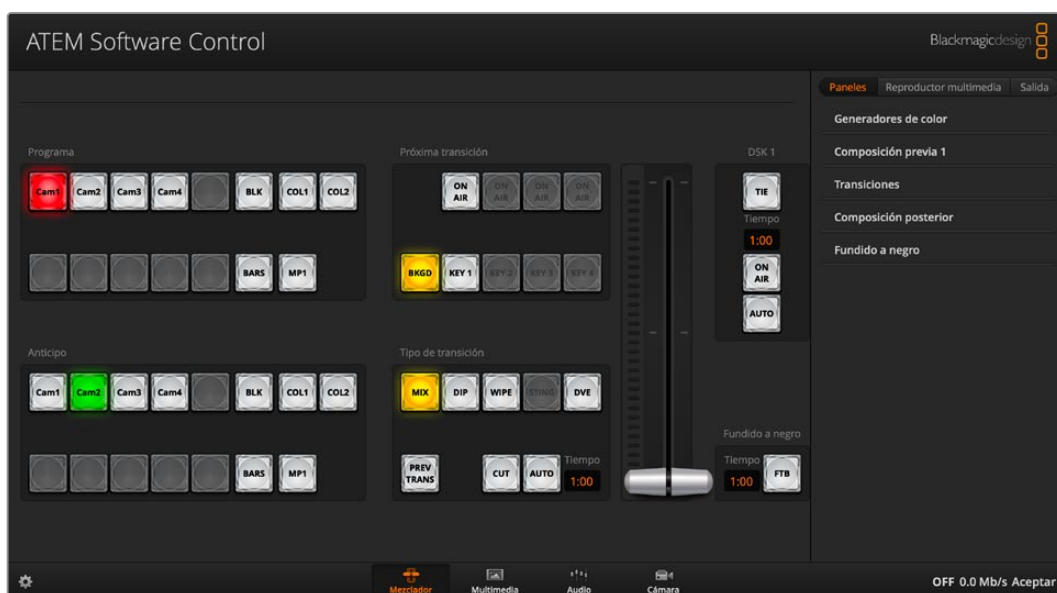 ATEM Software Control
Blackmagicdesign
Paneles Reproductor multimedia Salida
Generadores de color
Composición previa 1
Transiciones
Composición posterior
Fundido a negro
Programa
Cam1 Cam2 Cam3 Cam4 BLK COL1 COL2
BARS MP1
Próxima transición
ON AIR ON AIR ON AIR ON AIR
BKGD KEY 1 KEY 2 KEY 3 KEY 4
DSK 1
TIE
Tiempo
1:00
ON AIR
AUTO
Anticipo
Cam1 Cam2 Cam3 Cam4 BLK COL1 COL2
BARS MP1
Tipo de transición
MIX DIP WIPE STING DVE
PREV TRANS CUT AUTO Tiempo 1:00
Fundido a negro
Tiempo
1:00 FTB
Mezclador Multimedia Audio Cámara
OFF 0.0 Mb/s Aceptar